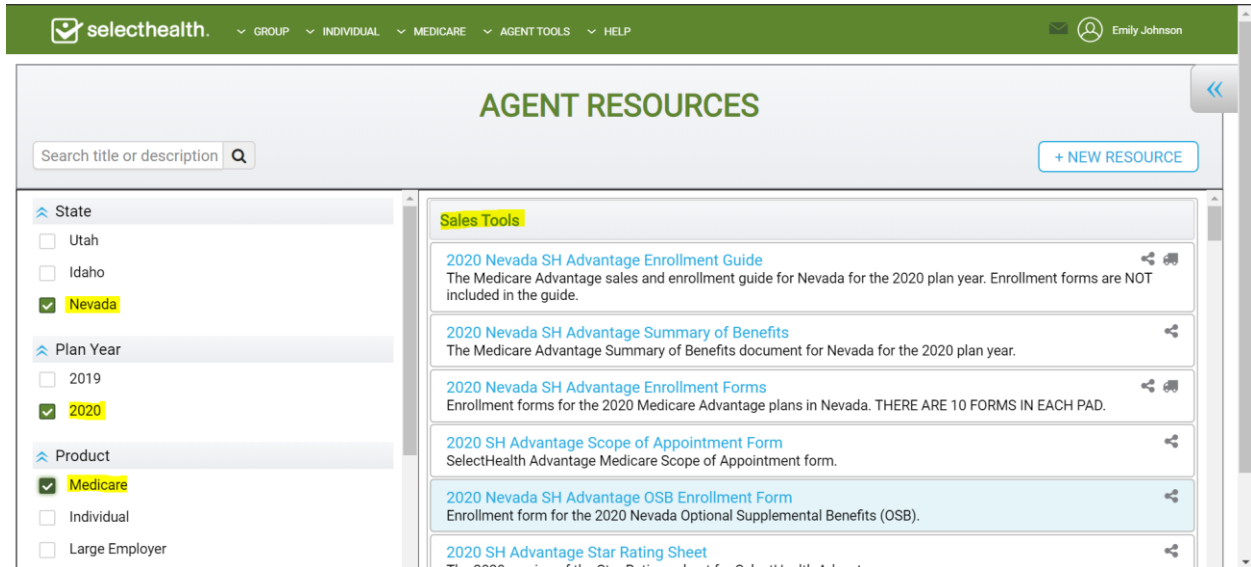 selecthealth. GROUP INDIVIDUAL MEDICARE AGENT TOOLS HELP Emily Johnson
AGENT RESOURCES
Search title or description
+ NEW RESOURCE
State
Utah
Idaho
Nevada
Plan Year
2019
2020
Product
Medicare
Individual
Large Employer
Sales Tools
2020 Nevada SH Advantage Enrollment Guide
The Medicare Advantage sales and enrollment guide for Nevada for the 2020 plan year. Enrollment forms are NOT
included in the guide.
2020 Nevada SH Advantage Summary of Benefits
The Medicare Advantage Summary of Benefits document for Nevada for the 2020 plan year.
2020 Nevada SH Advantage Enrollment Forms
Enrollment forms for the 2020 Medicare Advantage plans in Nevada. THERE ARE 10 FORMS IN EACH PAD.
2020 SH Advantage Scope of Appointment Form
SelectHealth Advantage Medicare Scope of Appointment form.
2020 Nevada SH Advantage OSB Enrollment Form
Enrollment form for the 2020 Nevada Optional Supplemental Benefits (OSB).
2020 SH Advantage Star Rating Sheet